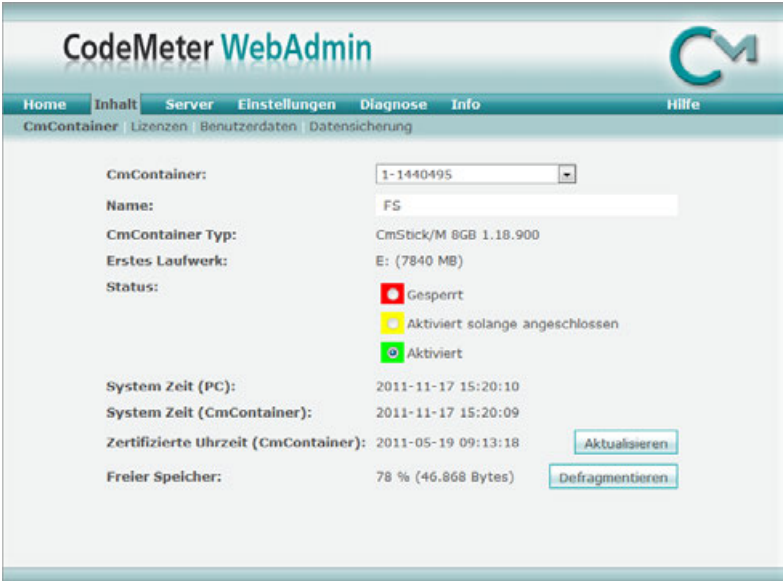 CodeMeter WebAdmin
CM
Home Inhalt Server Einstellungen Diagnose Info Hilfe
CmContainer Lizenzen Benutzerdaten Datensicherung
CmContainer: 1-1440495
Name: FS
CmContainer Typ: CmStick/M 8GB 1.18.900
Erstes Laufwerk: E: (7840 MB)
Status: Gesperrt
Aktiviert solange angeschlossen
Aktiviert
System Zeit (PC): 2011-11-17 15:20:10
System Zeit (CmContainer): 2011-11-17 15:20:09
Zertifizierte Uhrzeit (CmContainer): 2011-05-19 09:13:18 Aktualisieren
Freier Speicher: 78 % (46.868 Bytes) Defragmentieren